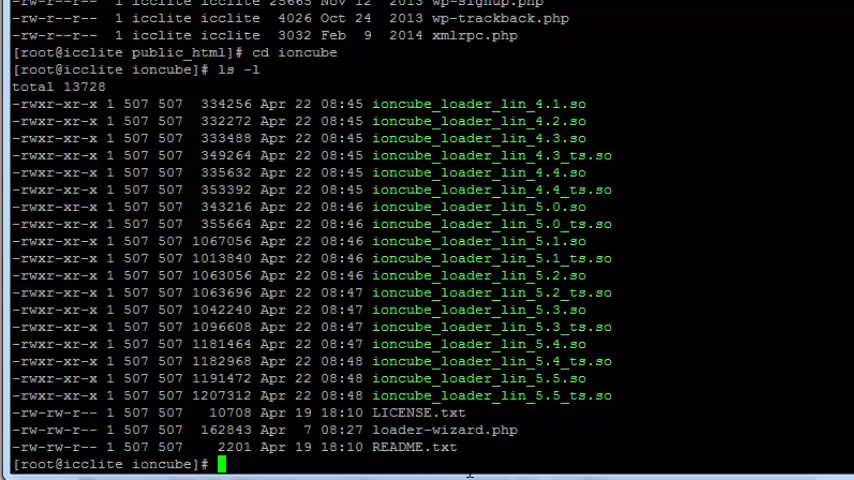 -rw-r--r-- 1 icclite icclite 25665 Nov 12 2013 wp-signup.php
-rw-r--r-- 1 icclite icclite 4026 Oct 24 2013 wp-trackback.php
-rw-r--r-- 1 icclite icclite 3032 Feb 9 2014 xmlrpc.php
[root@icclite public_html]# cd ioncube
[root@icclite ioncube]# ls -l
total 13728
-rwxr-xr-x 1 507 507 334256 Apr 22 08:45 ioncube_loader_lin_4.1.so
-rwxr-xr-x 1 507 507 332272 Apr 22 08:45 ioncube_loader_lin_4.2.so
-rwxr-xr-x 1 507 507 333488 Apr 22 08:45 ioncube_loader_lin_4.3.so
-rwxr-xr-x 1 507 507 349264 Apr 22 08:45 ioncube_loader_lin_4.3_ts.so
-rwxr-xr-x 1 507 507 335632 Apr 22 08:45 ioncube_loader_lin_4.4.so
-rwxr-xr-x 1 507 507 353392 Apr 22 08:45 ioncube_loader_lin_4.4_ts.so
-rwxr-xr-x 1 507 507 343216 Apr 22 08:46 ioncube_loader_lin_5.0.so
-rwxr-xr-x 1 507 507 355664 Apr 22 08:46 ioncube_loader_lin_5.0_ts.so
-rwxr-xr-x 1 507 507 1067056 Apr 22 08:46 ioncube_loader_lin_5.1.so
-rwxr-xr-x 1 507 507 1013840 Apr 22 08:46 ioncube_loader_lin_5.1_ts.so
-rwxr-xr-x 1 507 507 1063056 Apr 22 08:46 ioncube_loader_lin_5.2.so
-rwxr-xr-x 1 507 507 1063696 Apr 22 08:47 ioncube_loader_lin_5.2_ts.so
-rwxr-xr-x 1 507 507 1042240 Apr 22 08:47 ioncube_loader_lin_5.3.so
-rwxr-xr-x 1 507 507 1096608 Apr 22 08:47 ioncube_loader_lin_5.3_ts.so
-rwxr-xr-x 1 507 507 1181464 Apr 22 08:47 ioncube_loader_lin_5.4.so
-rwxr-xr-x 1 507 507 1182968 Apr 22 08:48 ioncube_loader_lin_5.4_ts.so
-rwxr-xr-x 1 507 507 1191472 Apr 22 08:48 ioncube_loader_lin_5.5.so
-rwxr-xr-x 1 507 507 1207312 Apr 22 08:48 ioncube_loader_lin_5.5_ts.so
-rw-rw-r-- 1 507 507 10708 Apr 19 18:10 LICENSE.txt
-rw-rw-r-- 1 507 507 162843 Apr 7 08:27 loader-wizard.php
-rw-rw-r-- 1 507 507 2201 Apr 19 18:10 README.txt
[root@icclite ioncube]#